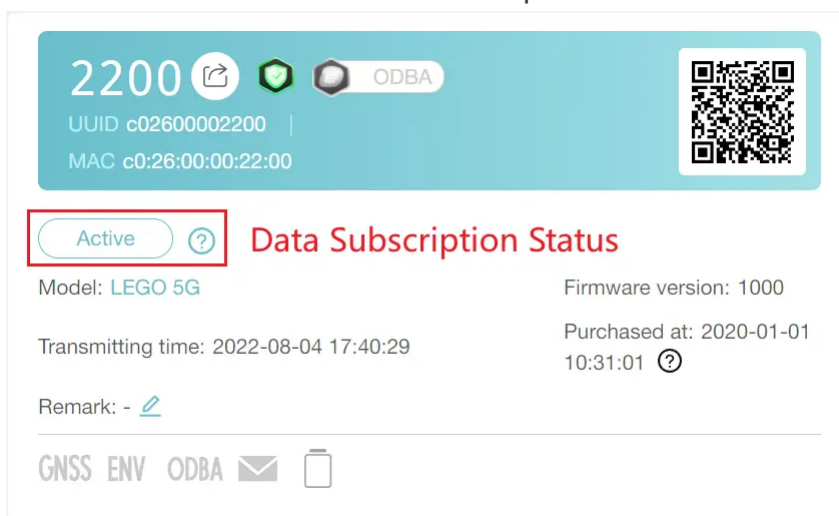 2200 ODBA
UUID c02600002200 |
MAC c0:26:00:00:22:00
Active ? Data Subscription Status
Model: LEGO 5G
Firmware version: 1000
Transmitting time: 2022-08-04 17:40:29
Purchased at: 2020-01-01
10:31:01 ?
Remark: -
GNSS ENV ODBA